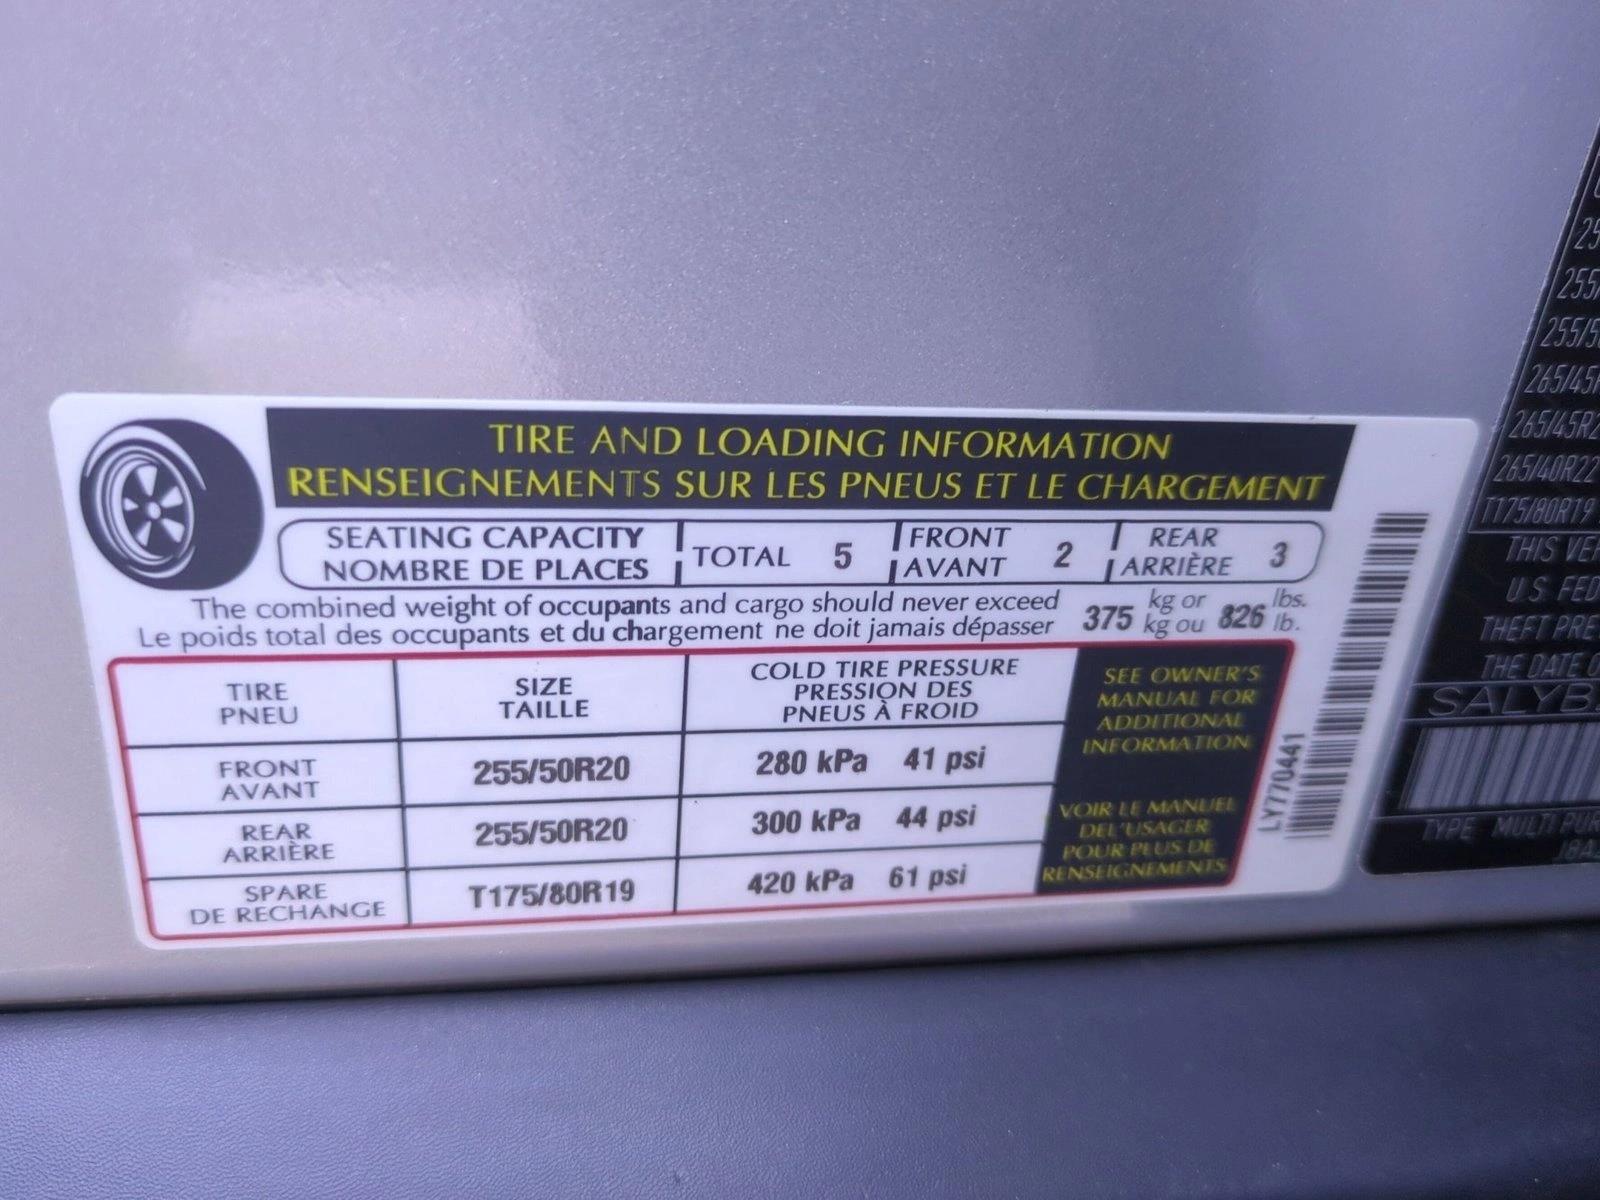 TIRE AND LOADING INFORMATION
RENSEIGNEMENTS SUR LES PNEUS ET LE CHARGEMENT
SEATING CAPACITY
NOMBRE DE PLACES
TOTAL 5
FRONT
AVANT
2
REAR
ARRIÈRE
3
The combined weight of occupants and cargo should never exceed 375 kg or 826 lbs.
Le poids total des occupants et du chargement ne doit jamais dépasser kg ou lb.
TIRE
PNEU
SIZE
TAILLE
COLD TIRE PRESSURE
PRESSION DES
PNEUS À FROID
FRONT
AVANT
255/50R20
280 kPa 41 psi
REAR
ARRIÈRE
255/50R20
300 kPa 44 psi
SPARE
DE RECHANGE
T175/80R19
420 kPa 61 psi
SEE OWNER'S
MANUAL FOR
ADDITIONAL
INFORMATION
VOIR LE MANUEL
DEL'USAGER
POUR PLUS DE
RENSEIGNEMENTS
LY770441
265/45R2
265/40R22
T175/80R19
THIS
U.S. FED
THEFT PRE
THE DATE
SALYB
TYPE MULTI PUR